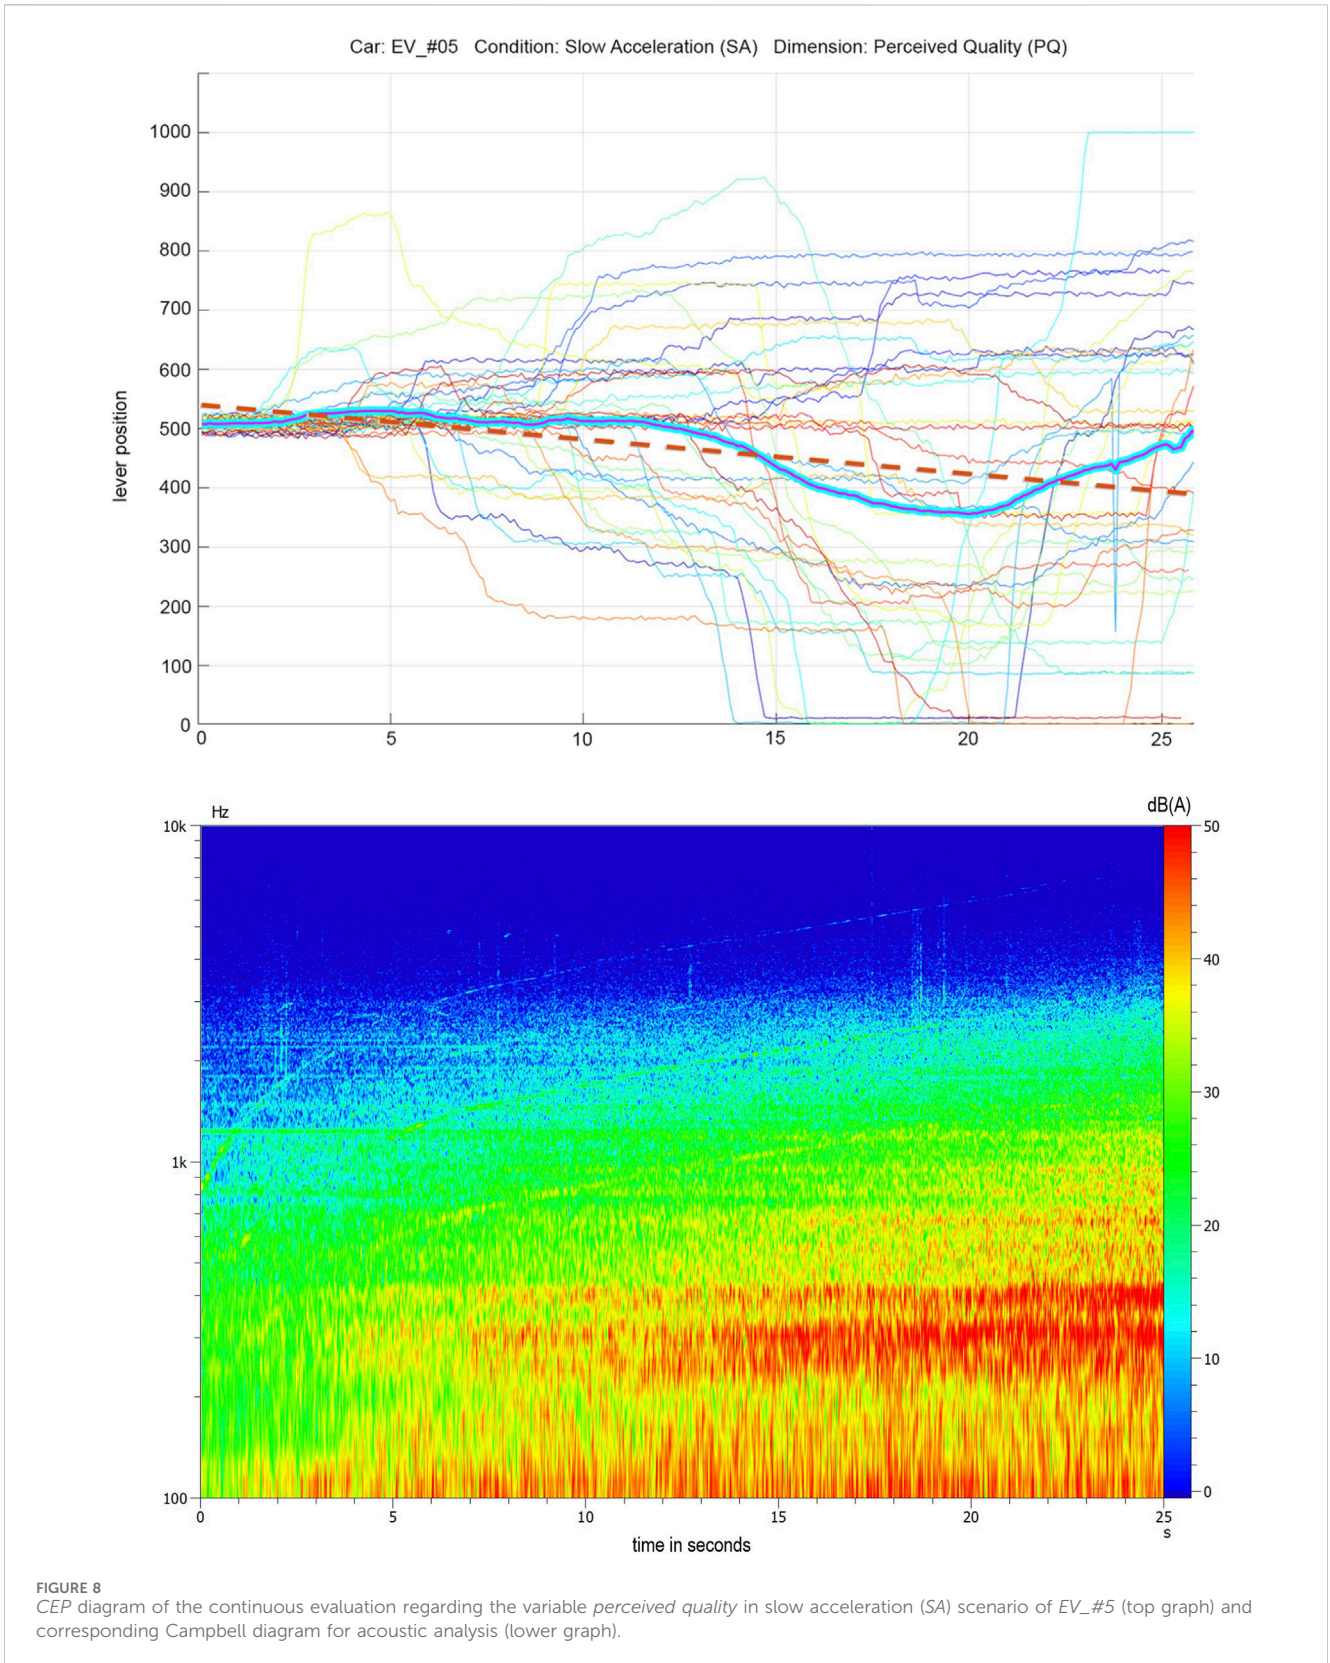 Car: EV_#05 Condition: Slow Acceleration (SA) Dimension: Perceived Quality (PQ)
1000
900
800
700
600
500
400
300
200
100
0
lever position
0 5 10 15 20 25
Hz
dB(A)
10k
1k
100
50
40
30
20
10
0
0 5 10 15 20 25
s
time in seconds
FIGURE 8
CEP diagram of the continuous evaluation regarding the variable perceived quality in slow acceleration (SA) scenario of EV_#5 (top graph) and
corresponding Campbell diagram for acoustic analysis (lower graph).